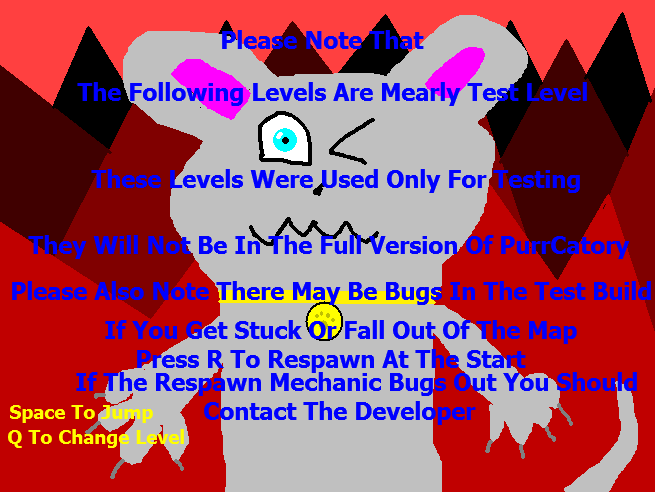 Please Note That
The Following Levels Are Mearly Test Level
These Levels Were Used Only For Testing
They Will Not Be In The Full Version Of PurrCatory
Please Also Note There May Be Bugs In The Test Build
If You Get Stuck Or Fall Out Of The Map
Press R To Respawn At The Start
If The Respawn Mechanic Bugs Out You Should
Contact The Developer
Space To Jump
Q To Change Level